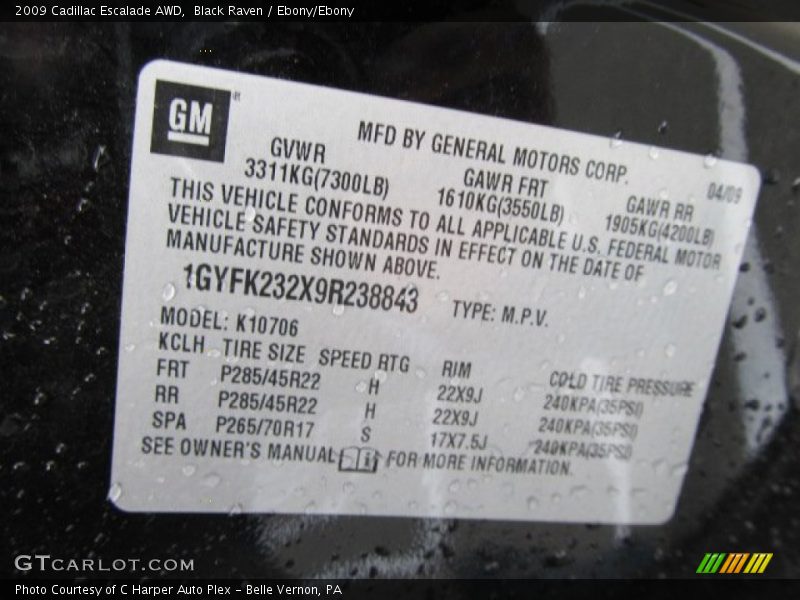 2009 Cadillac Escalade AWD, Black Raven / Ebony/Ebony
GM
MFD BY GENERAL MOTORS CORP.
04/09
GVWR GAWR FRT GAWR RR
3311KG(7300LB) 1610KG(3550LB) 1905KG(4200LB)
THIS VEHICLE CONFORMS TO ALL APPLICABLE U.S. FEDERAL MOTOR
VEHICLE SAFETY STANDARDS IN EFFECT ON THE DATE OF
MANUFACTURE SHOWN ABOVE.
1GYFK232X9R238843 TYPE: M.P.V.
MODEL: K10706
KCLH TIRE SIZE SPEED RTG RIM COLD TIRE PRESSURE
FRT P285/45R22 H 22X9J 240KPA(35PSI)
RR P285/45R22 H 22X9J 240KPA(35PSI)
SPA P265/70R17 S 17X7.5J 240KPA(35PSI)
SEE OWNER'S MANUAL FOR MORE INFORMATION.
GTCARLOT.COM
Photo Courtesy of C Harper Auto Plex - Belle Vernon, PA